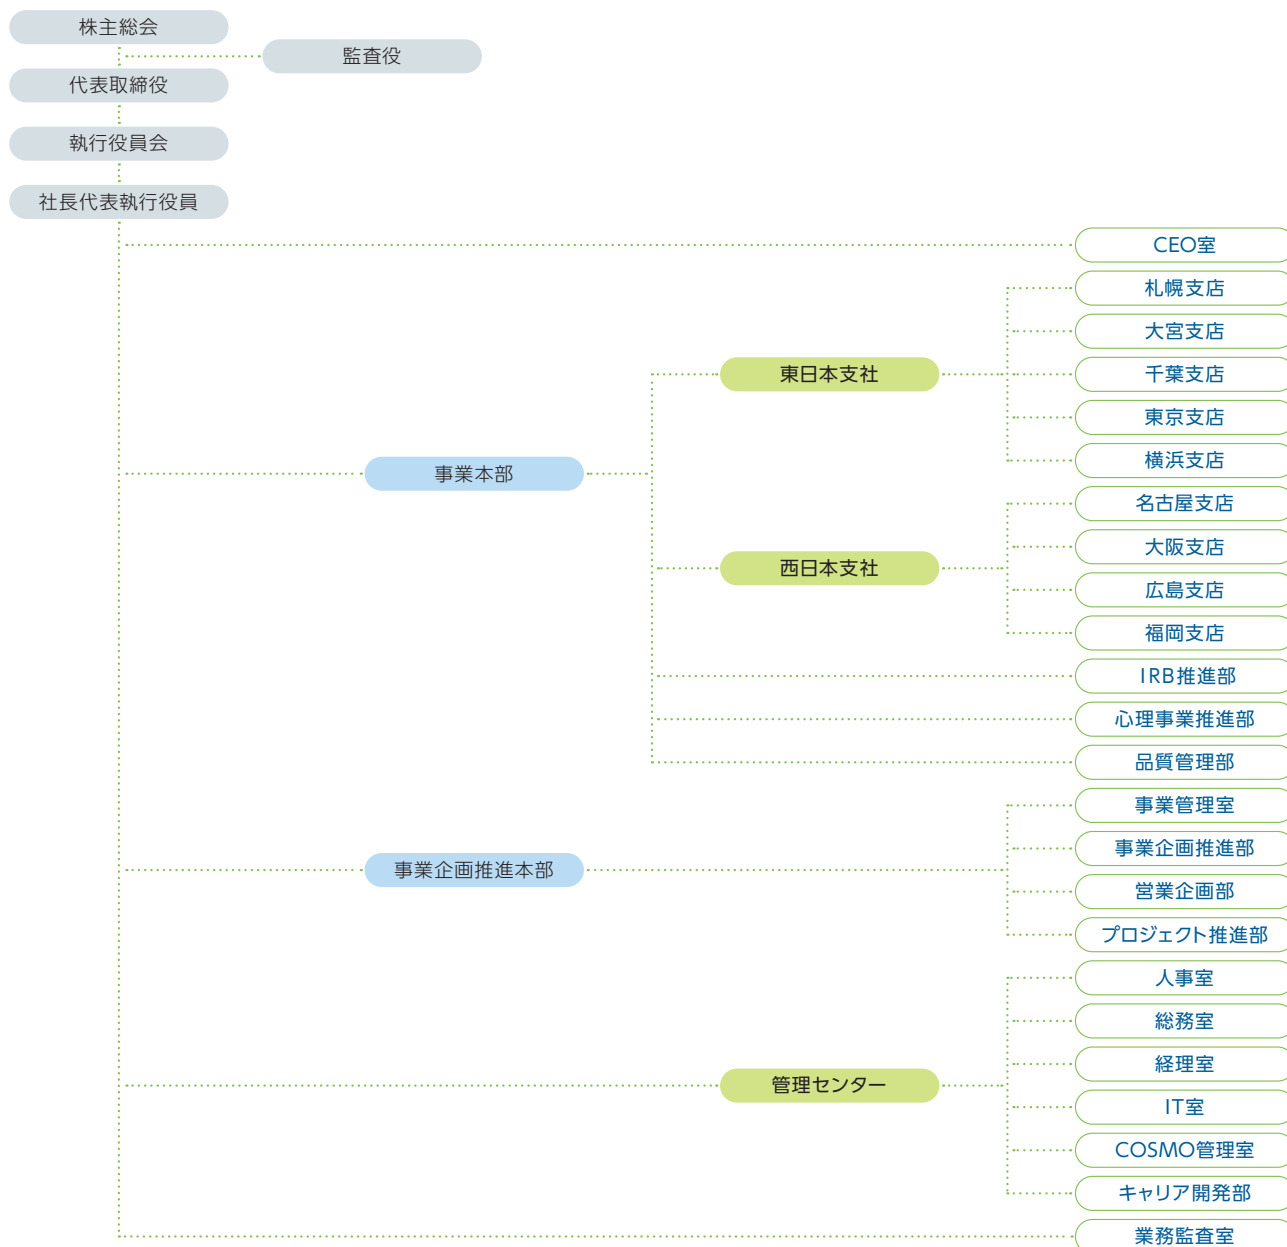 株主総会
監査役
代表取締役
執行役員会
社長代表執行役員
CEO室
札幌支店
大宮支店
東日本支社
千葉支店
東京支店
横浜支店
事業本部
名古屋支店
大阪支店
西日本支社
広島支店
福岡支店
IRB推進部
心理事業推進部
品質管理部
事業管理室
事業企画推進部
事業企画推進本部
営業企画部
プロジェクト推進部
人事室
総務室
経理室
管理センター
IT室
COSMO管理室
キャリア開発部
業務監査室